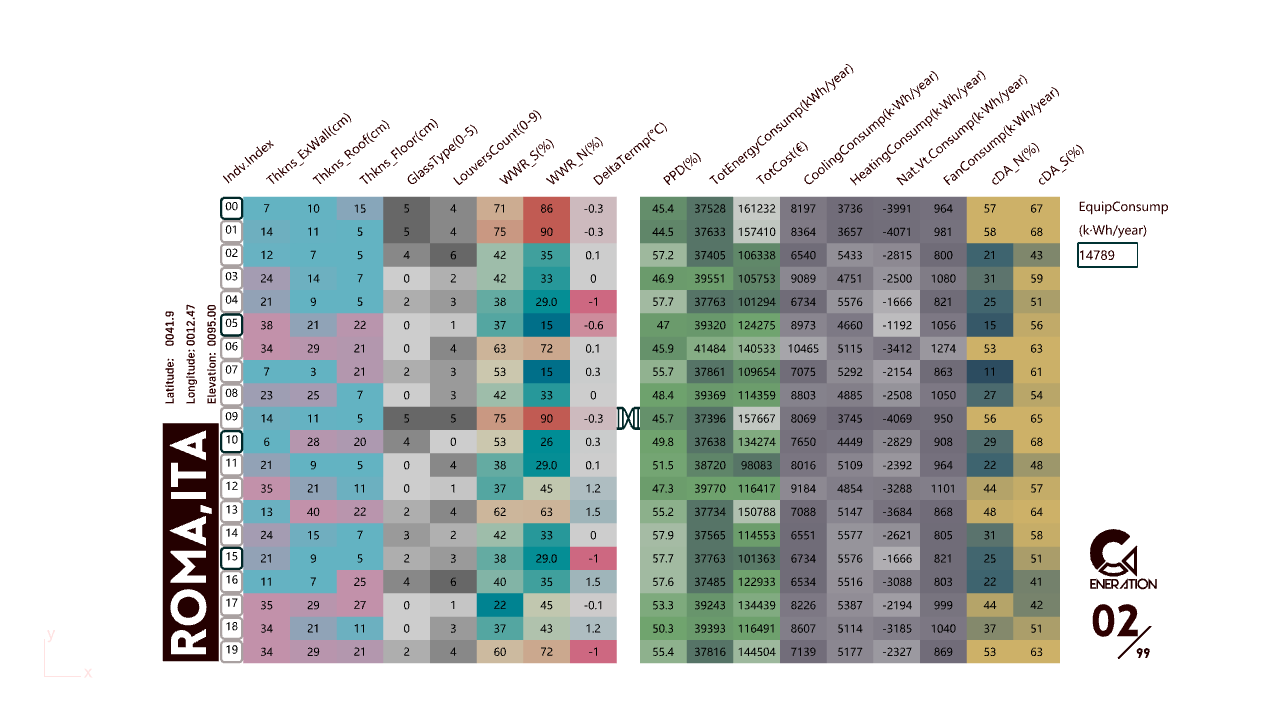 Indv.Index Thkns_ExWall(cm) Thkns_Roof(cm) Thkns_Floor(cm) GlassType(0-5) LouversCount(0-9) WWR_S(%) WWR_N(%) DeltaTermp(°C) PPD(%) TotEnergyConsump(kWh/year) TotCost(€) CoolingConsump(k·Wh/year) HeatingConsump(k·Wh/year) Nat.Vt.Consump(k·Wh/year) FanConsump(k·Wh/year) cDA_N(%) cDA_S(%)
00 7 10 15 5 4 71 86 -0.3 45.4 37528 161232 8197 3736 -3991 964 57 67
01 14 11 5 5 4 75 90 -0.3 44.5 37633 157410 8364 3657 -4071 981 58 68
02 12 7 5 4 6 42 35 0.1 57.2 37405 106338 6540 5433 -2815 800 21 43
03 24 14 7 0 2 42 33 0 46.9 39551 105753 9089 4751 -2500 1080 31 59
04 21 9 5 2 3 38 29.0 -1 57.7 37763 101294 6734 5576 -1666 821 25 51
05 38 21 22 0 1 37 15 -0.6 47 39320 124275 8973 4660 -1192 1056 15 56
06 34 29 21 0 4 63 72 0.1 45.9 41484 140533 10465 5115 -3412 1274 53 63
07 7 3 21 2 3 53 15 0.3 55.7 37861 109654 7075 5292 -2154 863 11 61
08 23 25 7 0 3 42 33 0 48.4 39369 114359 8803 4885 -2508 1050 27 54
09 14 11 5 5 5 75 90 -0.3 45.7 37396 157667 8069 3745 -4069 950 56 65
10 6 28 20 4 0 53 26 0.3 49.8 37638 134274 7650 4449 -2829 908 29 68
11 21 9 5 0 4 38 29.0 0.1 51.5 38720 98083 8016 5109 -2392 964 22 48
12 35 21 11 0 1 37 45 1.2 47.3 39770 116417 9184 4854 -3288 1101 44 57
13 13 40 22 2 4 62 63 1.5 55.2 37734 150788 7088 5147 -3684 868 48 64
14 24 15 7 3 2 42 33 0 57.9 37565 114553 6551 5577 -2621 805 31 58
15 21 9 5 2 3 38 29.0 -1 57.7 37763 101363 6734 5576 -1666 821 25 51
16 11 7 25 4 6 40 35 1.5 57.6 37485 122933 6534 5516 -3088 803 22 41
17 35 29 27 0 1 22 45 -0.1 53.3 39243 134439 8226 5387 -2194 999 44 42
18 34 21 11 0 3 37 43 1.2 50.3 39393 116491 8607 5114 -3185 1040 37 51
19 34 29 21 2 4 60 72 -1 55.4 37816 144504 7139 5177 -2327 869 53 63
EquipConsump
(k·Wh/year)
14789
Latitude: 0041.9
Longitude: 0012.47
Elevation: 0095.00
ROMA,ITA
ENERATION
02/99
y
x